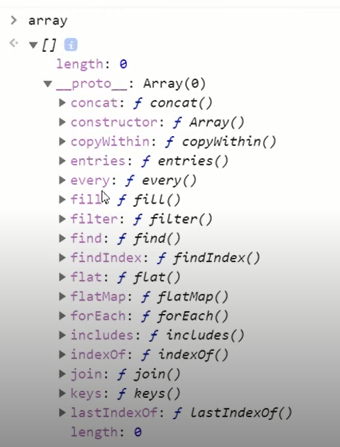 > array
< ▼[] i
length: 0
▼__proto__: Array(0)
▶concat: ƒ concat()
▶constructor: ƒ Array()
▶copyWithin: ƒ copyWithin()
▶entries: ƒ entries()
▶every: ƒ every()
▶fill: ƒ fill()
▶filter: ƒ filter()
▶find: ƒ find()
▶findIndex: ƒ findIndex()
▶flat: ƒ flat()
▶flatMap: ƒ flatMap()
▶forEach: ƒ forEach()
▶includes: ƒ includes()
▶indexOf: ƒ indexOf()
▶join: ƒ join()
▶keys: ƒ keys()
▶lastIndexOf: ƒ lastIndexOf()
length: 0